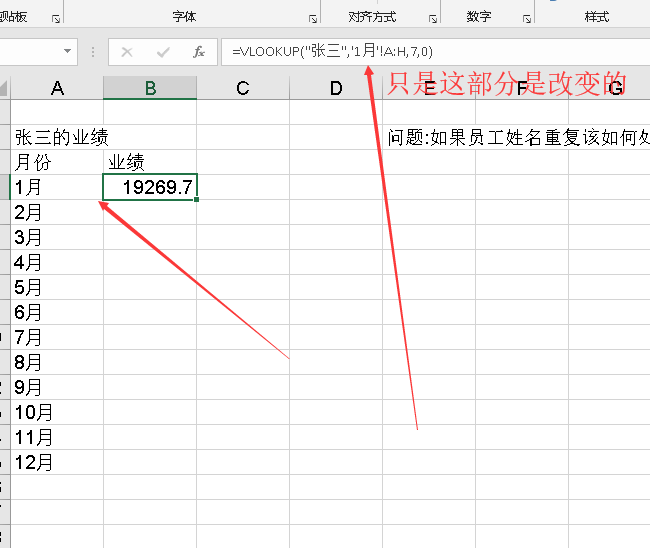 字体
对齐方式
数字
样式
=VLOOKUP("张三",'1月'!A:H,7,0)
只是这部分是改变的
A B C D E F G
张三的业绩
问题:如果员工姓名重复该如何
月份 业绩
1月 19269.7
2月
3月
4月
5月
6月
7月
8月
9月
10月
11月
12月